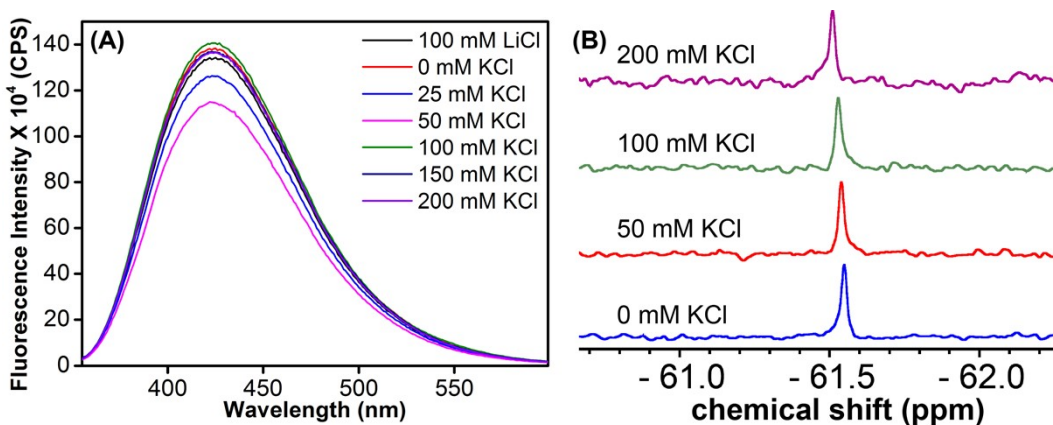 (A)
Fluorescence Intensity X 10⁴ (CPS)
140
120
100
80
60
40
20
0
100 mM LiCl
0 mM KCl
25 mM KCl
50 mM KCl
100 mM KCl
150 mM KCl
200 mM KCl
400 450 500 550
Wavelength (nm)
(B)
200 mM KCl
100 mM KCl
50 mM KCl
0 mM KCl
- 61.0 - 61.5 - 62.0
chemical shift (ppm)